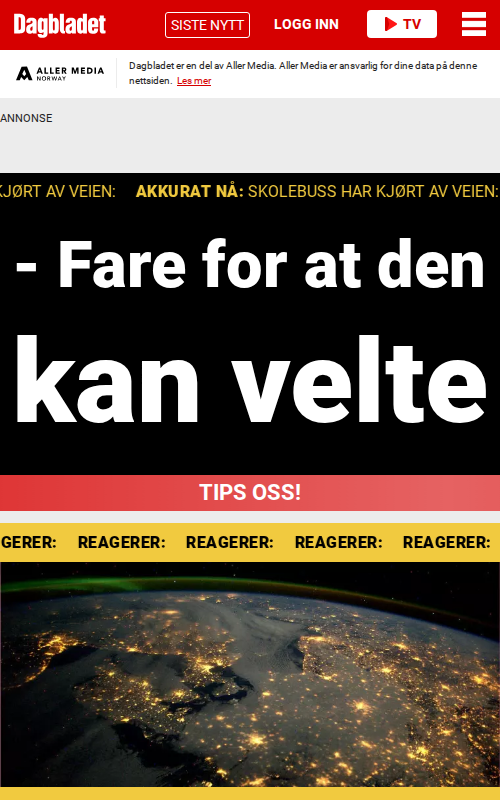 Dagbladet SISTE NYTT LOGG INN TV
ALLER MEDIA NORWAY
Dagbladet er en del av Aller Media. Aller Media er ansvarlig for dine data på denne
nettsiden. Les mer
ANNONSE
KJØRT AV VEIEN: AKKURAT NÅ: SKOLEBUSS HAR KJØRT AV VEIEN:
- Fare for at den
kan velte
TIPS OSS!
GERER: REAGERER: REAGERER: REAGERER: REAGERER: